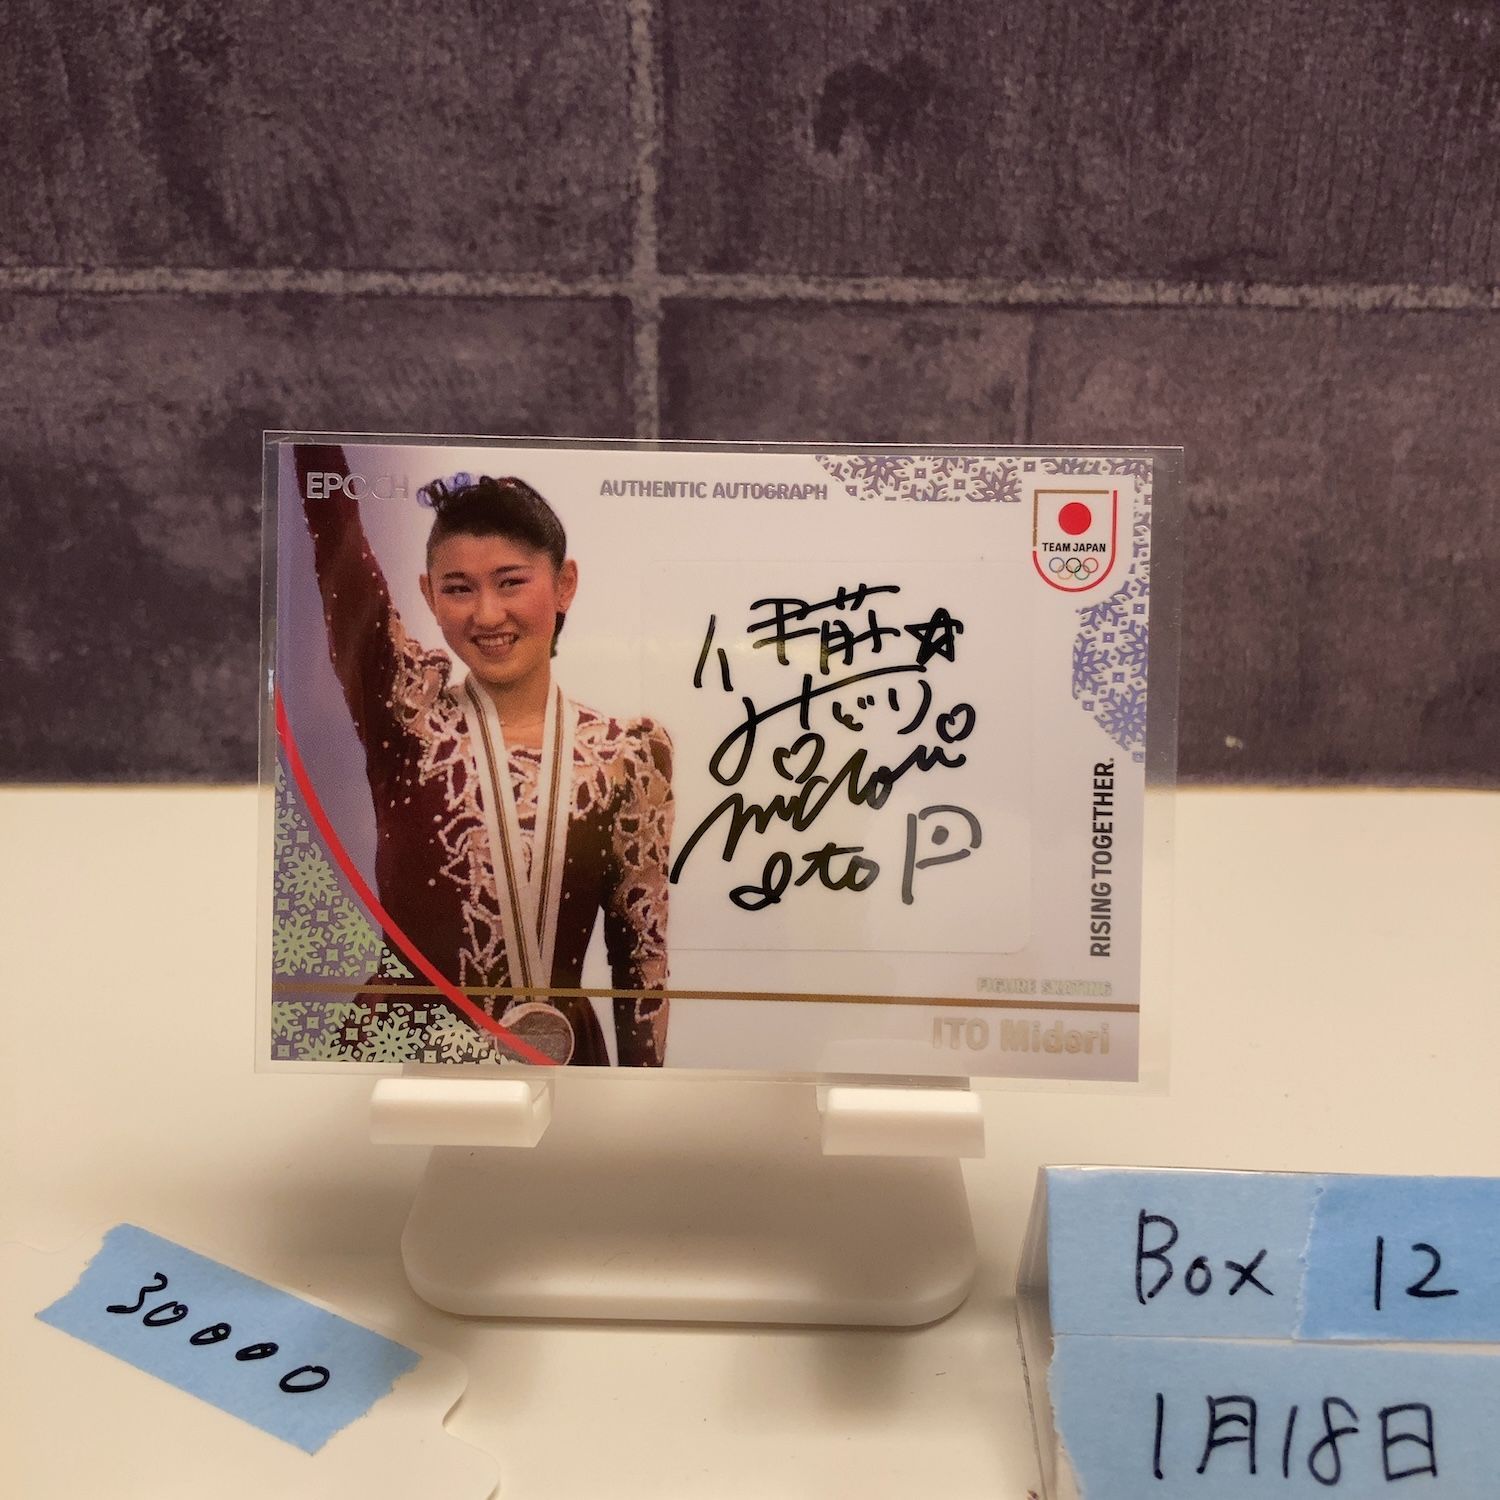 EPOCH
AUTHENTIC AUTOGRAPH
TEAM JAPAN
伊藤☆
みどり♡
♡ Midori
Ito P
RISING TOGETHER.
FIGURE SKATING
ITO Midori
30000
Box 12
1月18日